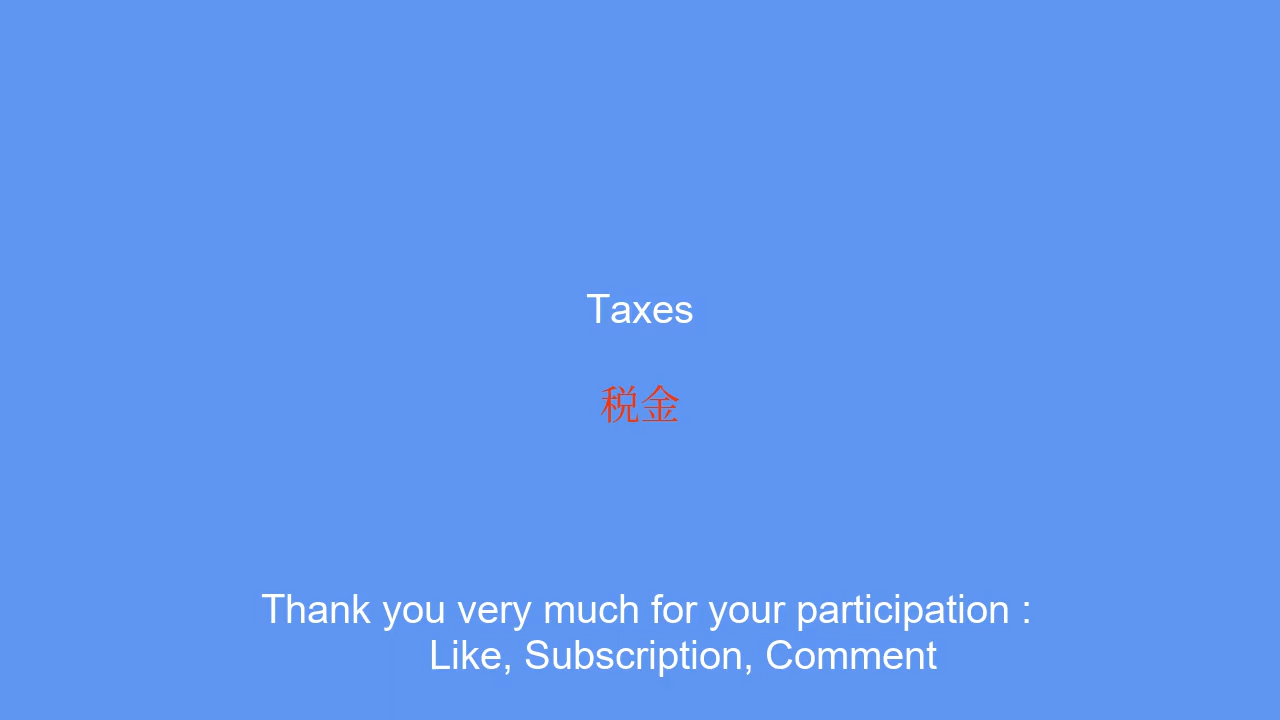 Taxes
税金
Thank you very much for your participation :
Like, Subscription, Comment